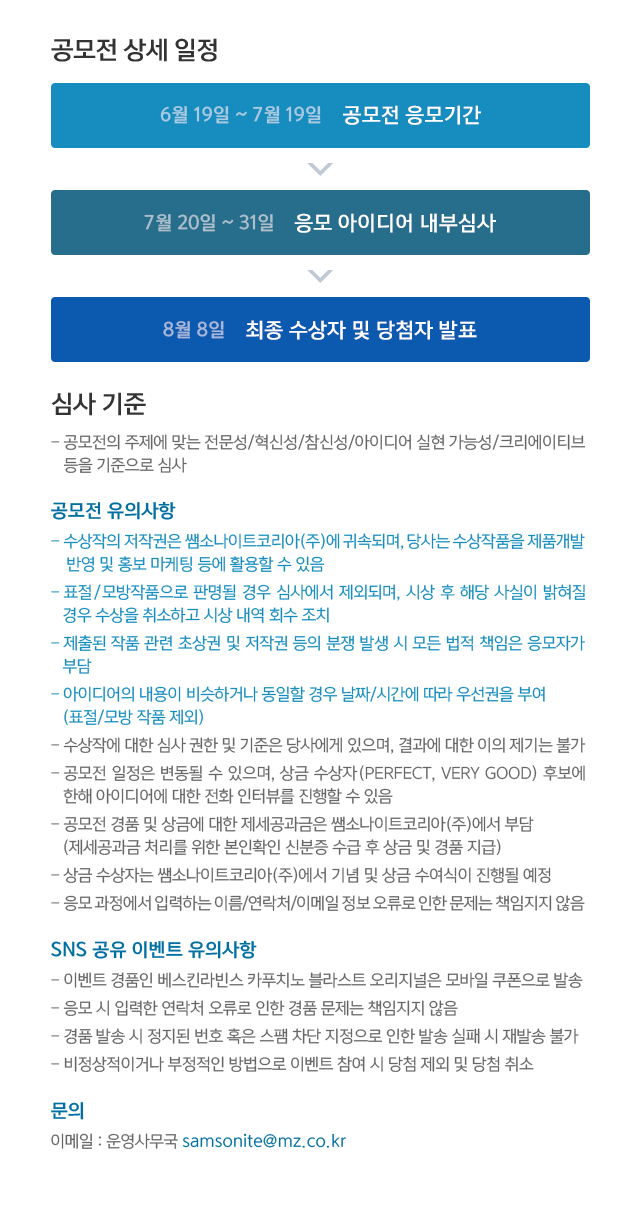 공모전 상세 일정
6월 19일 ~ 7월 19일 공모전 응모기간
7월 20일 ~ 31일 응모 아이디어 내부심사
8월 8일 최종 수상자 및 당첨자 발표
심사 기준
- 공모전의 주제에 맞는 전문성/혁신성/참신성/아이디어 실현 가능성/크리에이티브
등을 기준으로 심사
공모전 유의사항
- 수상작의 저작권은 쌤소나이트코리아(주)에 귀속되며, 당사는 수상작품을 제품개발
반영 및 홍보 마케팅 등에 활용할 수 있음
- 표절/모방작품으로 판명될 경우 심사에서 제외되며, 시상 후 해당 사실이 밝혀질
경우 수상을 취소하고 시상 내역 회수 조치
- 제출된 작품 관련 초상권 및 저작권 등의 분쟁 발생 시 모든 법적 책임은 응모자가
부담
- 아이디어의 내용이 비슷하거나 동일할 경우 날짜/시간에 따라 우선권을 부여
(표절/모방 작품 제외)
- 수상작에 대한 심사 권한 및 기준은 당사에게 있으며, 결과에 대한 이의 제기는 불가
- 공모전 일정은 변동될 수 있으며, 상금 수상자(PERFECT, VERY GOOD) 후보에
한해 아이디어에 대한 전화 인터뷰를 진행할 수 있음
- 공모전 경품 및 상금에 대한 제세공과금은 쌤소나이트코리아(주)에서 부담
(제세공과금 처리를 위한 본인확인 신분증 수급 후 상금 및 경품 지급)
- 상금 수상자는 쌤소나이트코리아(주)에서 기념 및 상금 수여식이 진행될 예정
- 응모 과정에서 입력하는 이름/연락처/이메일 정보 오류로 인한 문제는 책임지지 않음
SNS 공유 이벤트 유의사항
- 이벤트 경품인 베스킨라빈스 카푸치노 블라스트 오리지널은 모바일 쿠폰으로 발송
- 응모 시 입력한 연락처 오류로 인한 경품 문제는 책임지지 않음
- 경품 발송 시 정지된 번호 혹은 스팸 차단 지정으로 인한 발송 실패 시 재발송 불가
- 비정상적이거나 부정적인 방법으로 이벤트 참여 시 당첨 제외 및 당첨 취소
문의
이메일 : 운영사무국 samsonite@mz.co.kr